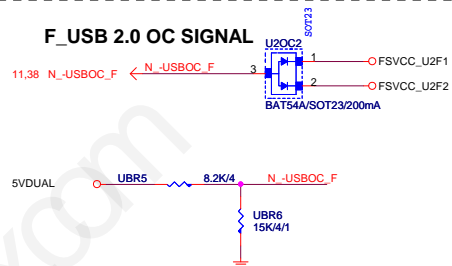 F_USB 2.0 OC SIGNAL
SOT23
U2OC2
11,38 N_-USBOC_F N_-USBOC_F 3 1 FSVCC_U2F1
2 FSVCC_U2F2
BAT54A/SOT23/200mA
5VDUAL UBR5 8.2K/4 N_-USBOC_F
UBR6
15K/4/1